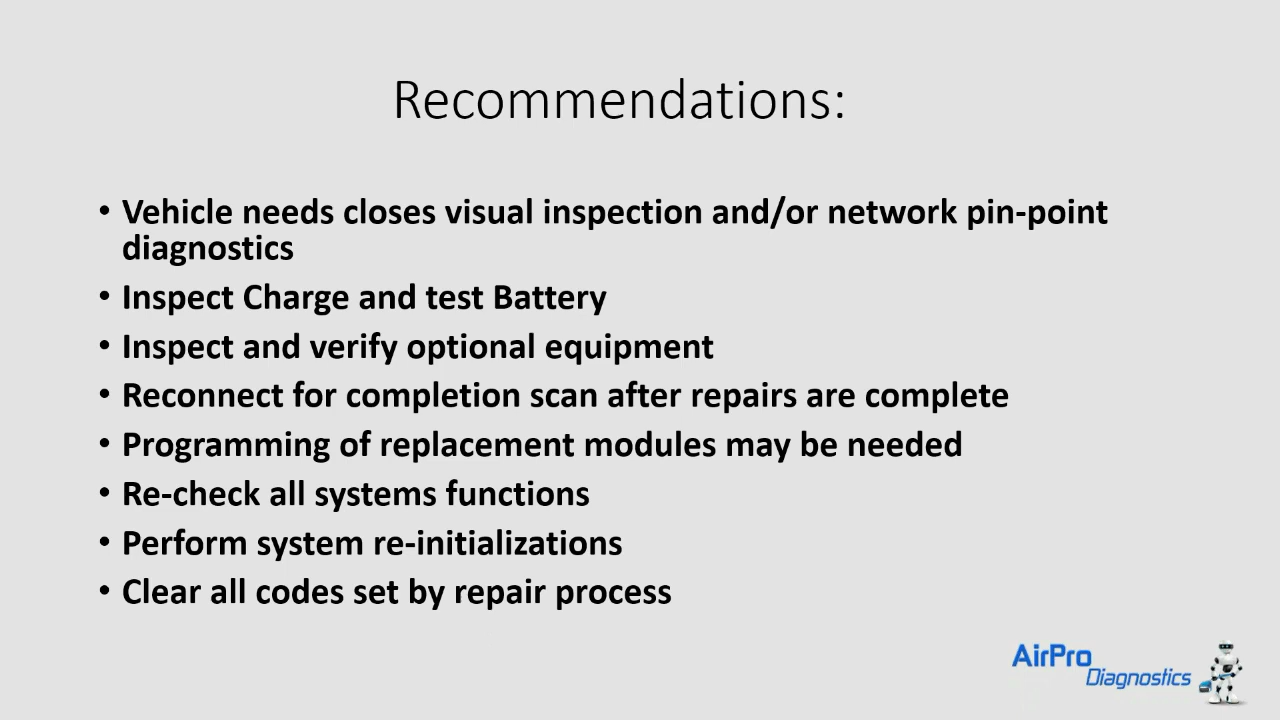 Recommendations:
• Vehicle needs closes visual inspection and/or network pin-point
diagnostics
• Inspect Charge and test Battery
• Inspect and verify optional equipment
• Reconnect for completion scan after repairs are complete
• Programming of replacement modules may be needed
• Re-check all systems functions
• Perform system re-initializations
• Clear all codes set by repair process
AirPro
Diagnostics